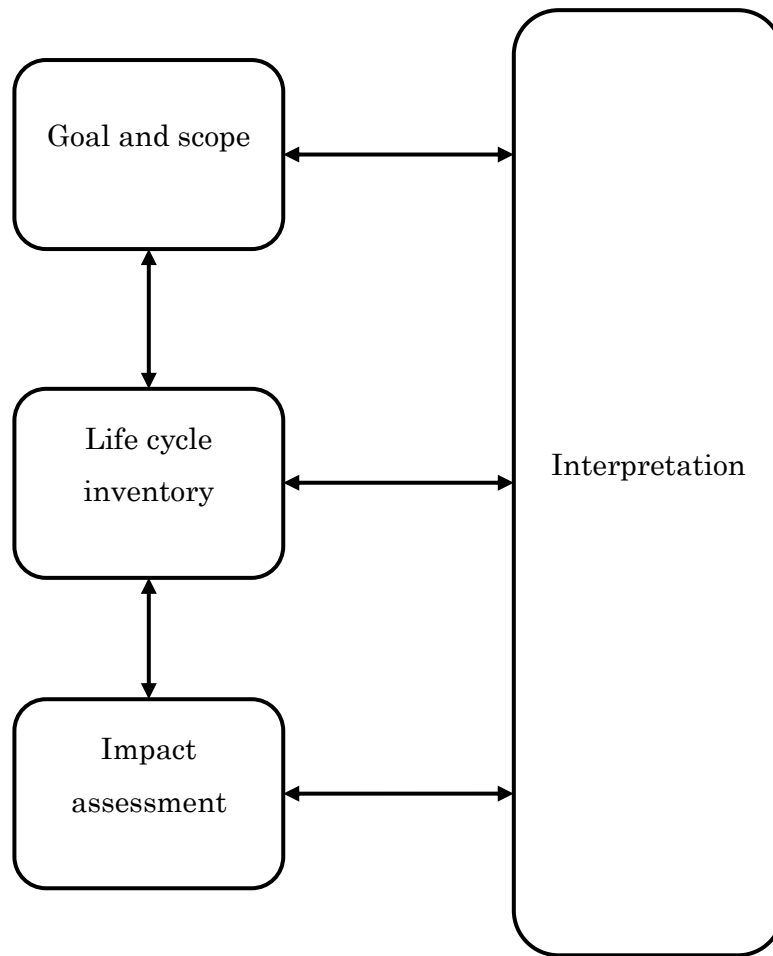 Goal and scope
Life cycle
inventory
Interpretation
Impact
assessment